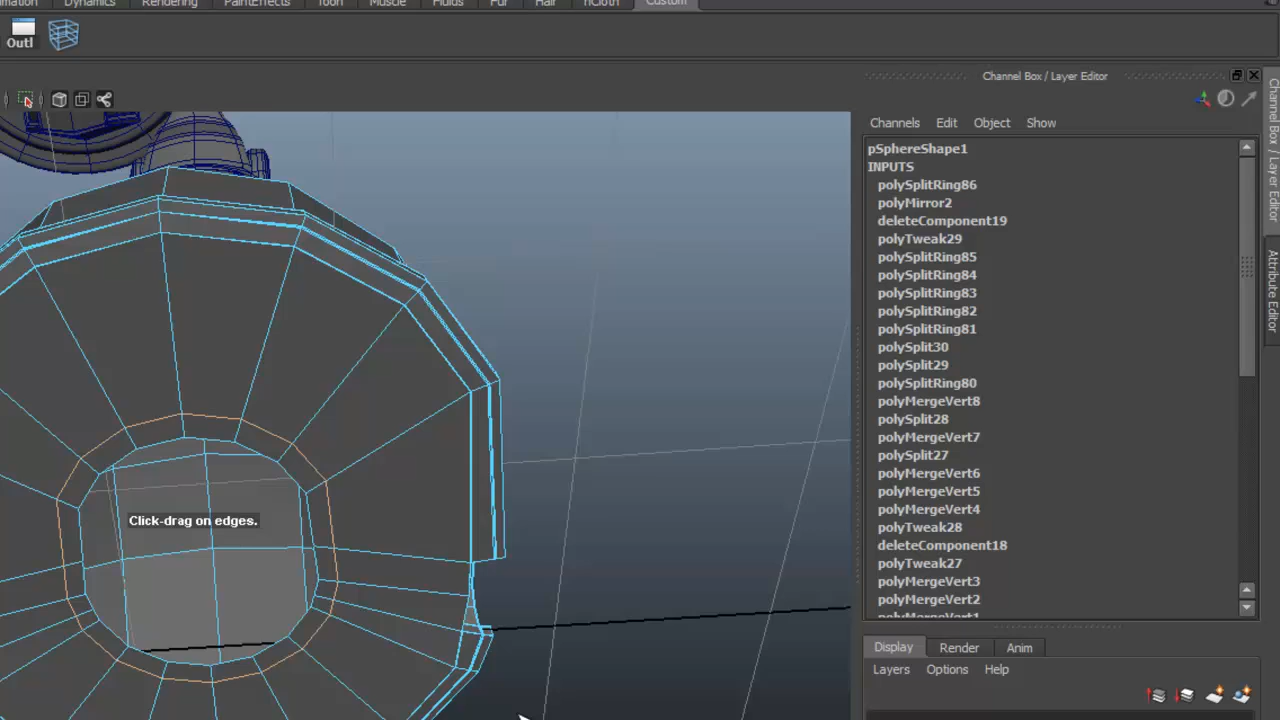 mation Dynamics Rendering PaintEffects Toon Muscle Fluids Fur Hair nCloth Custom
Outl
Channel Box / Layer Editor
Channels Edit Object Show
pSphereShape1
INPUTS
polySplitRing86
polyMirror2
deleteComponent19
polyTweak29
polySplitRing85
polySplitRing84
polySplitRing83
polySplitRing82
polySplitRing81
polySplit30
polySplit29
polySplitRing80
polyMergeVert8
polySplit28
polyMergeVert7
polySplit27
polyMergeVert6
polyMergeVert5
polyMergeVert4
polyTweak28
deleteComponent18
polyTweak27
polyMergeVert3
polyMergeVert2
polyMergeVert1
Click-drag on edges.
Display Render Anim
Layers Options Help
Channel Box / Layer Editor
Attribute Editor